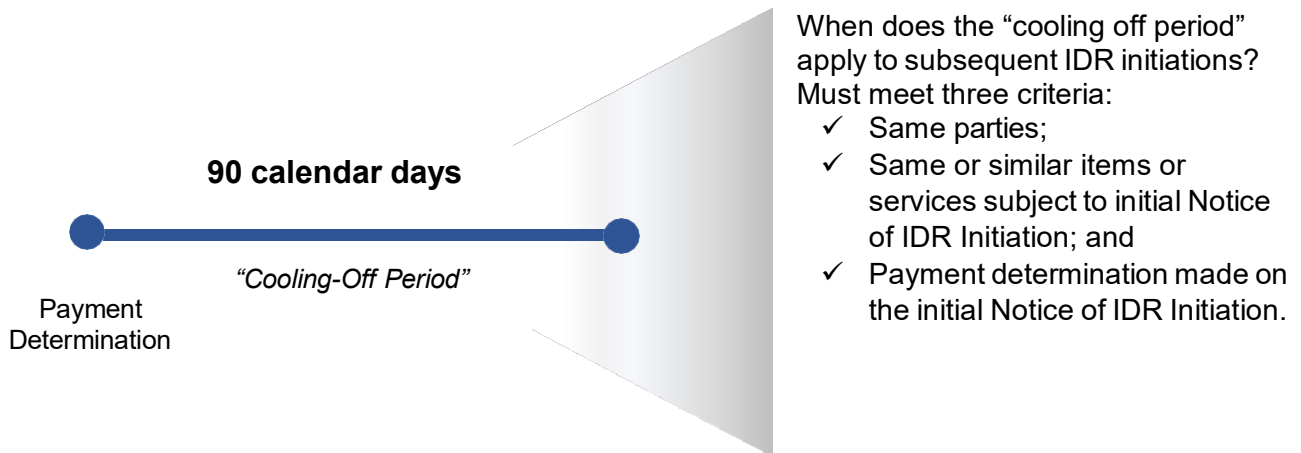 90 calendar days
“Cooling-Off Period”
Payment
Determination
When does the “cooling off period”
apply to subsequent IDR initiations?
Must meet three criteria:
✓ Same parties;
✓ Same or similar items or
services subject to initial Notice
of IDR Initiation; and
✓ Payment determination made on
the initial Notice of IDR Initiation.